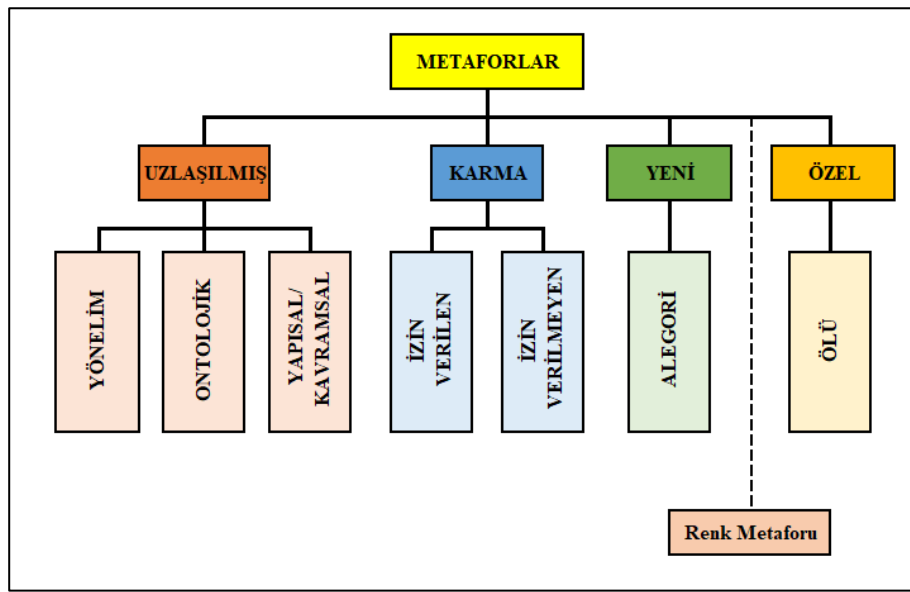 METAFORLAR
UZLAŞILMIŞ
KARMA
YENİ
ÖZEL
YÖNELİM
ONTOLOJİK
YAPISAL/
KAVRAMSAL
İZİN
VERİLEN
İZİN
VERİLMEYEN
ALEGORİ
ÖLÜ
Renk Metaforu